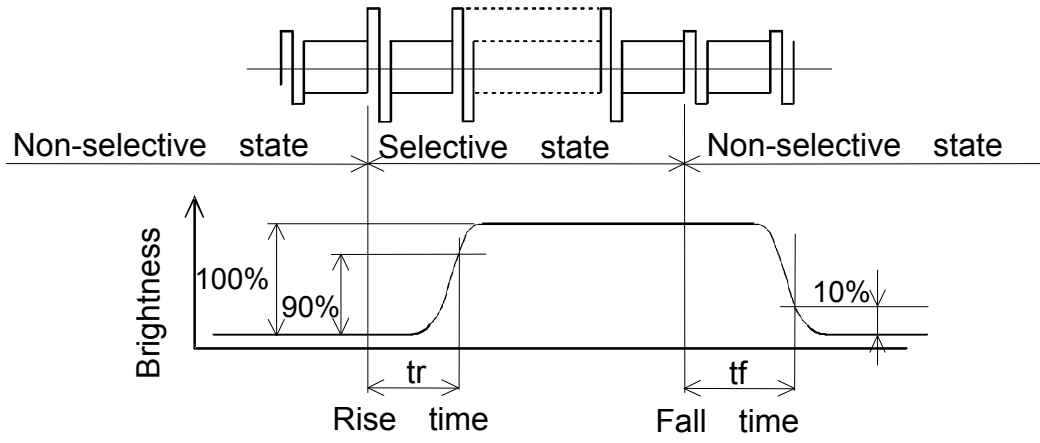 Non-selective state Selective state Non-selective state
Brightness
100%
90%
10%
tr tf
Rise time Fall time